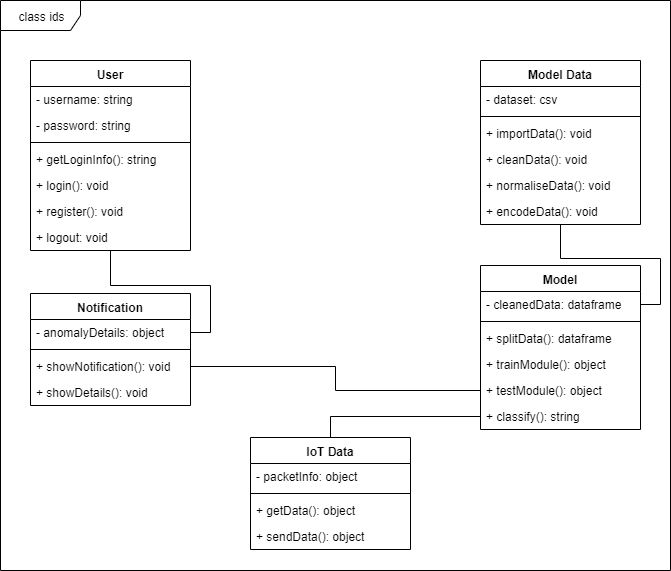 class ids
User
- username: string
- password: string
+ getLoginInfo(): string
+ login(): void
+ register(): void
+ logout: void
Model Data
- dataset: csv
+ importData(): void
+ cleanData(): void
+ normaliseData(): void
+ encodeData(): void
Notification
- anomalyDetails: object
+ showNotification(): void
+ showDetails(): void
Model
- cleanedData: dataframe
+ splitData(): dataframe
+ trainModule(): object
+ testModule(): object
+ classify(): string
IoT Data
- packetInfo: object
+ getData(): object
+ sendData(): object